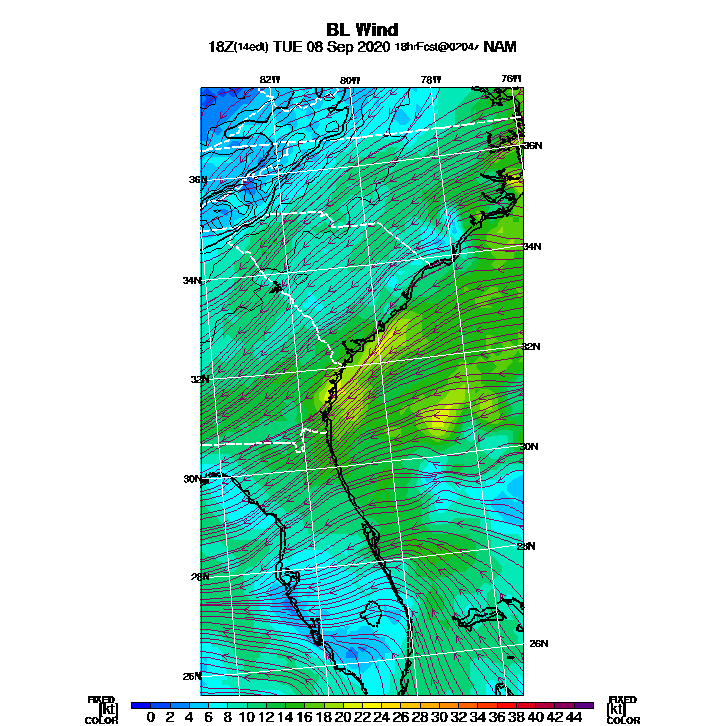 BL Wind
18Z(14edt) TUE 08 Sep 2020 18hrFcst@0204z NAM
82W 80W 78W 76W
36N
36N
34N
34N
32N
32N
30N
30N
28N
28N
26N
26N
FIXED FIXED
[kt] 0 2 4 6 8 10 12 14 16 18 20 22 24 26 28 30 32 34 36 38 40 42 44 [kt]
COLOR COLOR